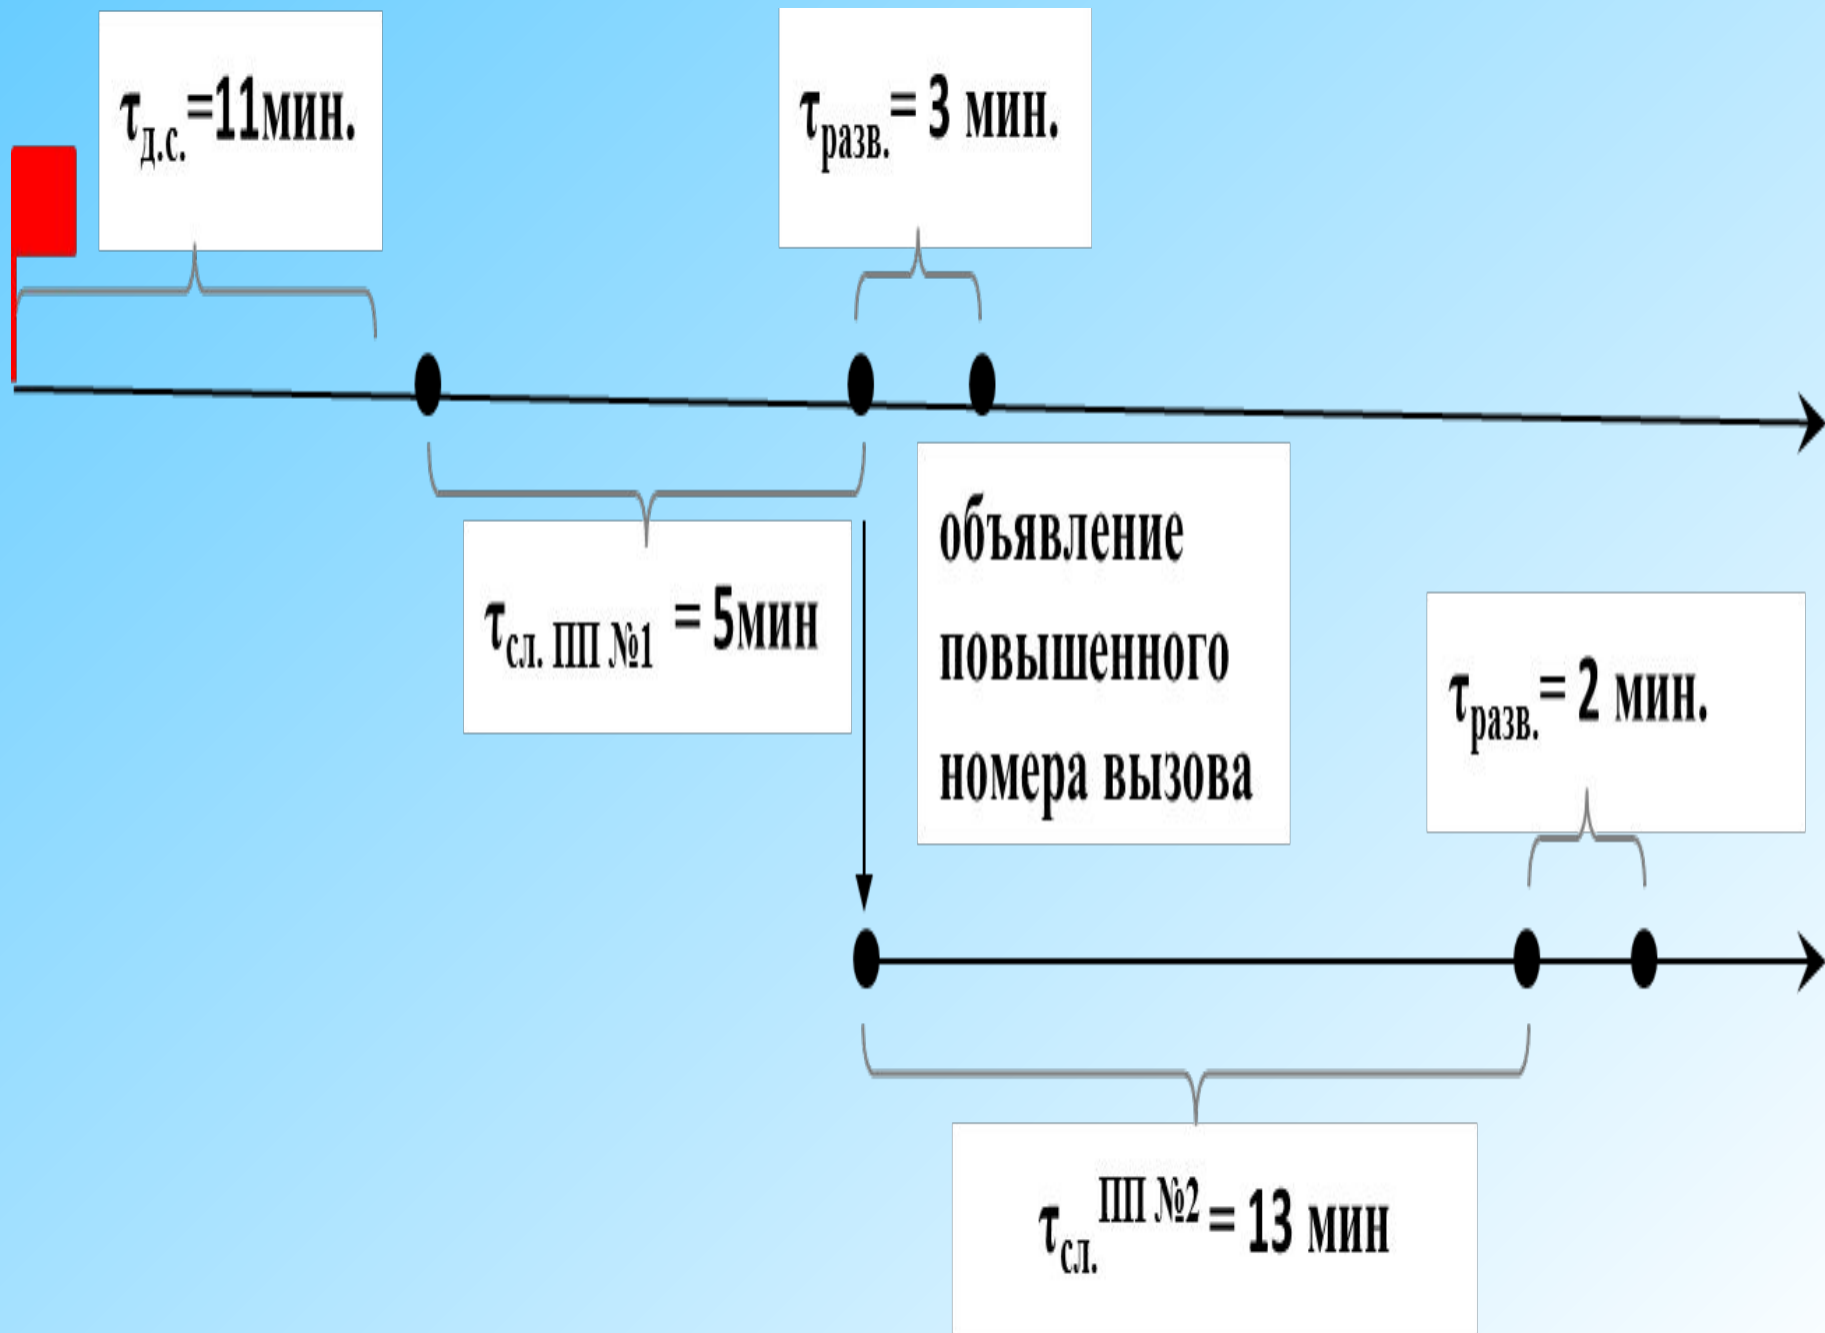 τд.с.=11мин.
τразв.= 3 мин.
τсл. ПП №1 = 5мин
объявление
повышенного
номера вызова
τразв.= 2 мин.
τсл.ПП №2 = 13 мин